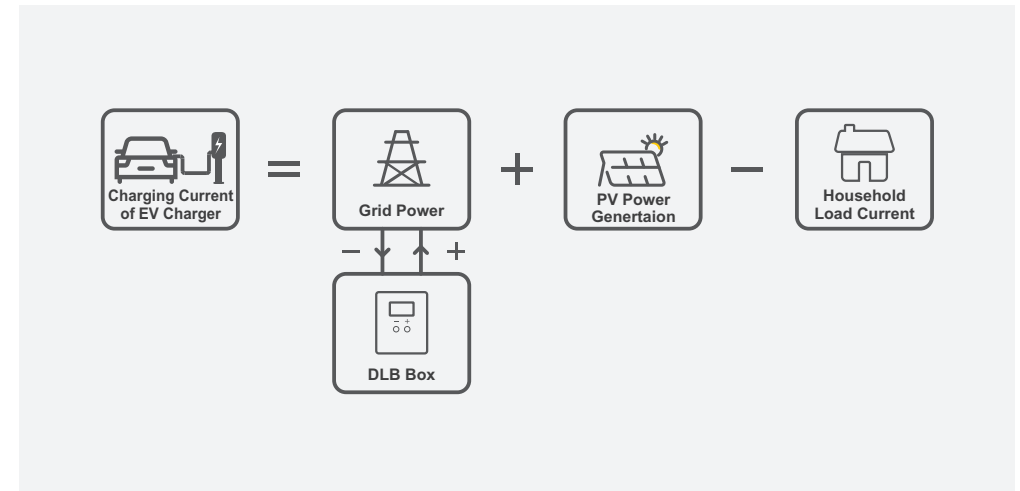 Charging Current
of EV Charger
=
Grid Power
+
PV Power
Genertaion
−
Household
Load Current
− +
− +
DLB Box